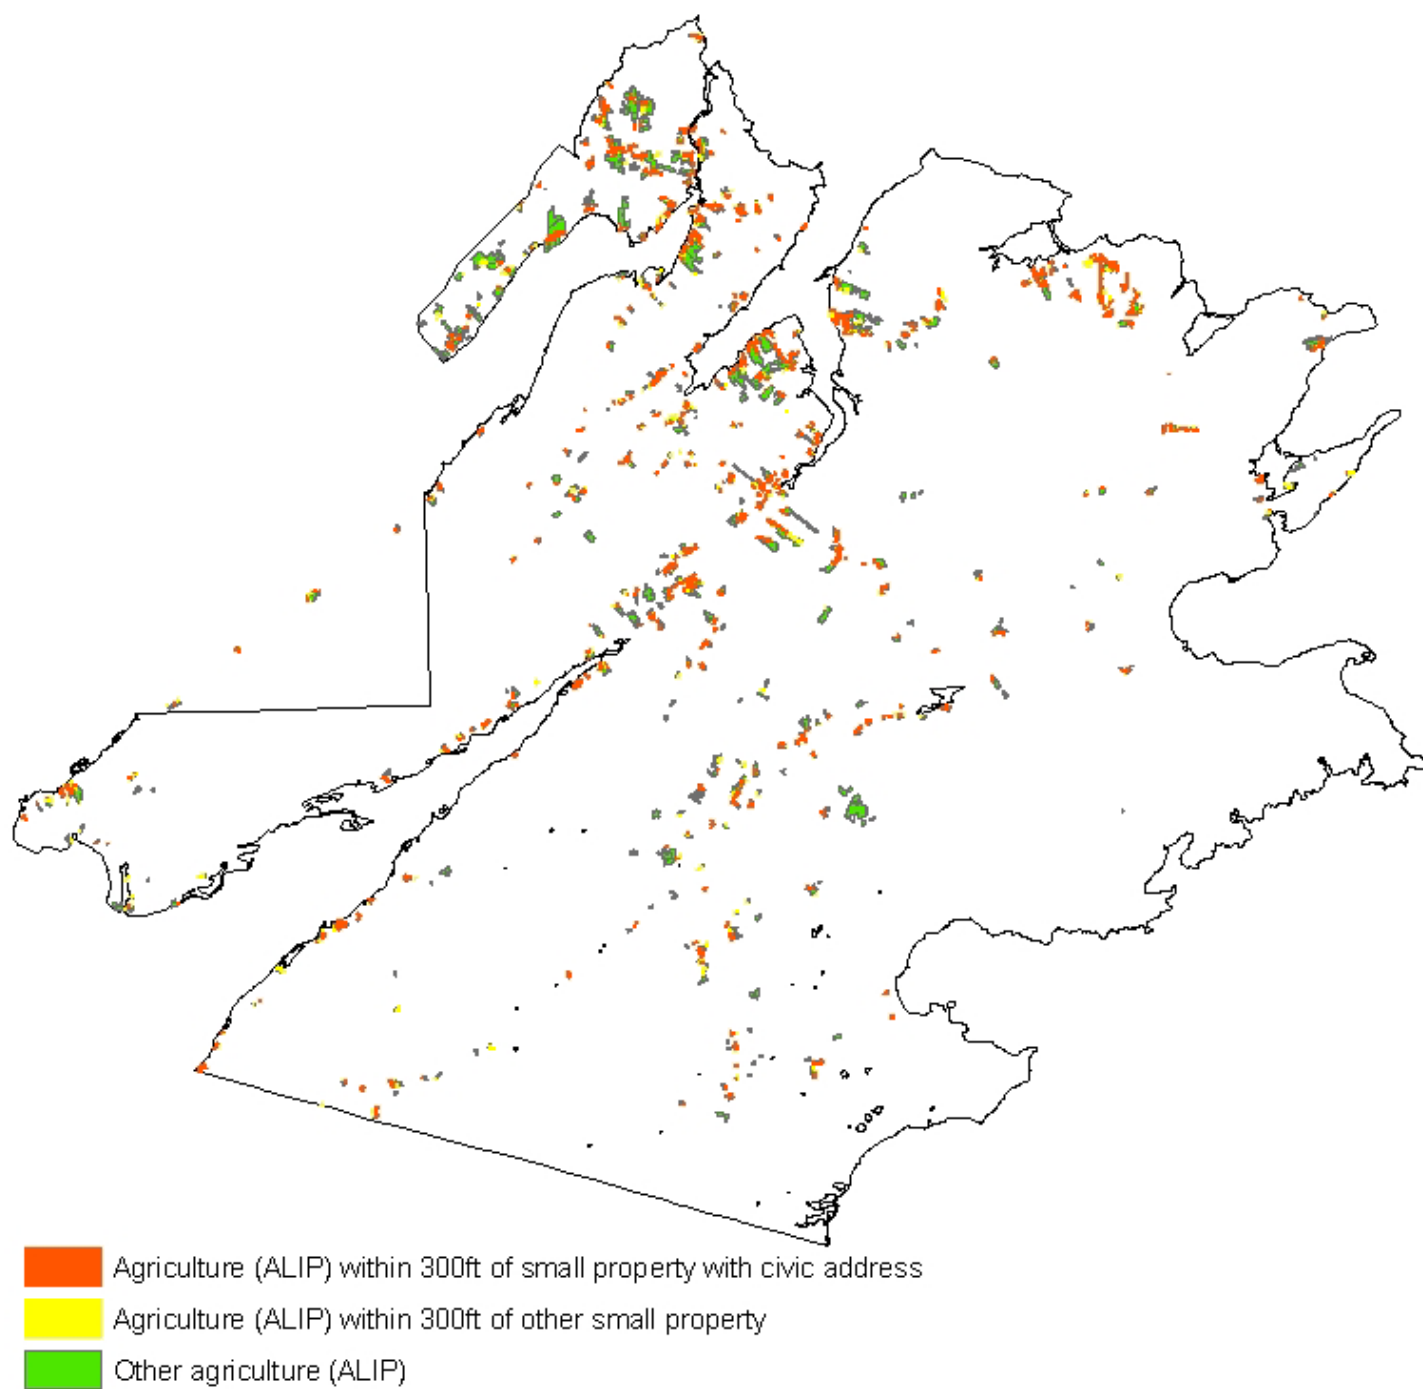 Agriculture (ALIP) within 300ft of small property with civic address
Agriculture (ALIP) within 300ft of other small property
Other agriculture (ALIP)